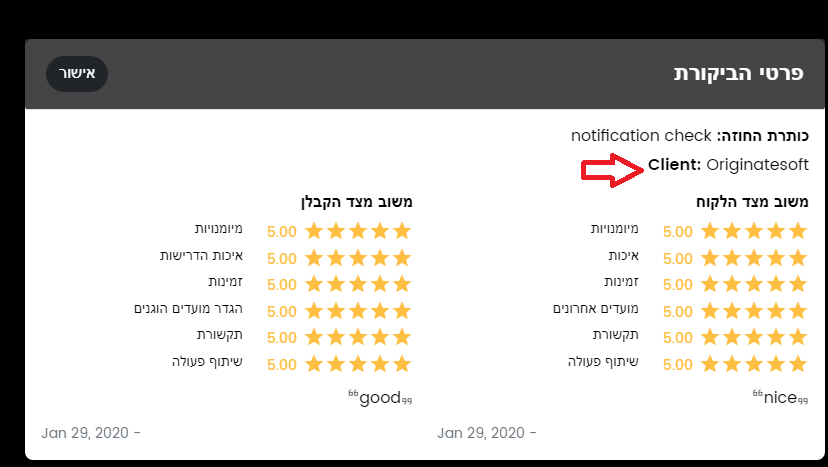 פרטי הביקורת
אישור
כותרת החוזה: notification check
Client: Originatesoft
משוב מצד הלקוח
5.00 מיומנויות
5.00 איכות
5.00 זמינות
5.00 מועדים אחרונים
5.00 תקשורת
5.00 שיתוף פעולה
“nice”
Jan 29, 2020 -
משוב מצד הקבלן
5.00 מיומנויות
5.00 איכות הדרישות
5.00 זמינות
5.00 הגדר מועדים הוגנים
5.00 תקשורת
5.00 שיתוף פעולה
“good”
Jan 29, 2020 -